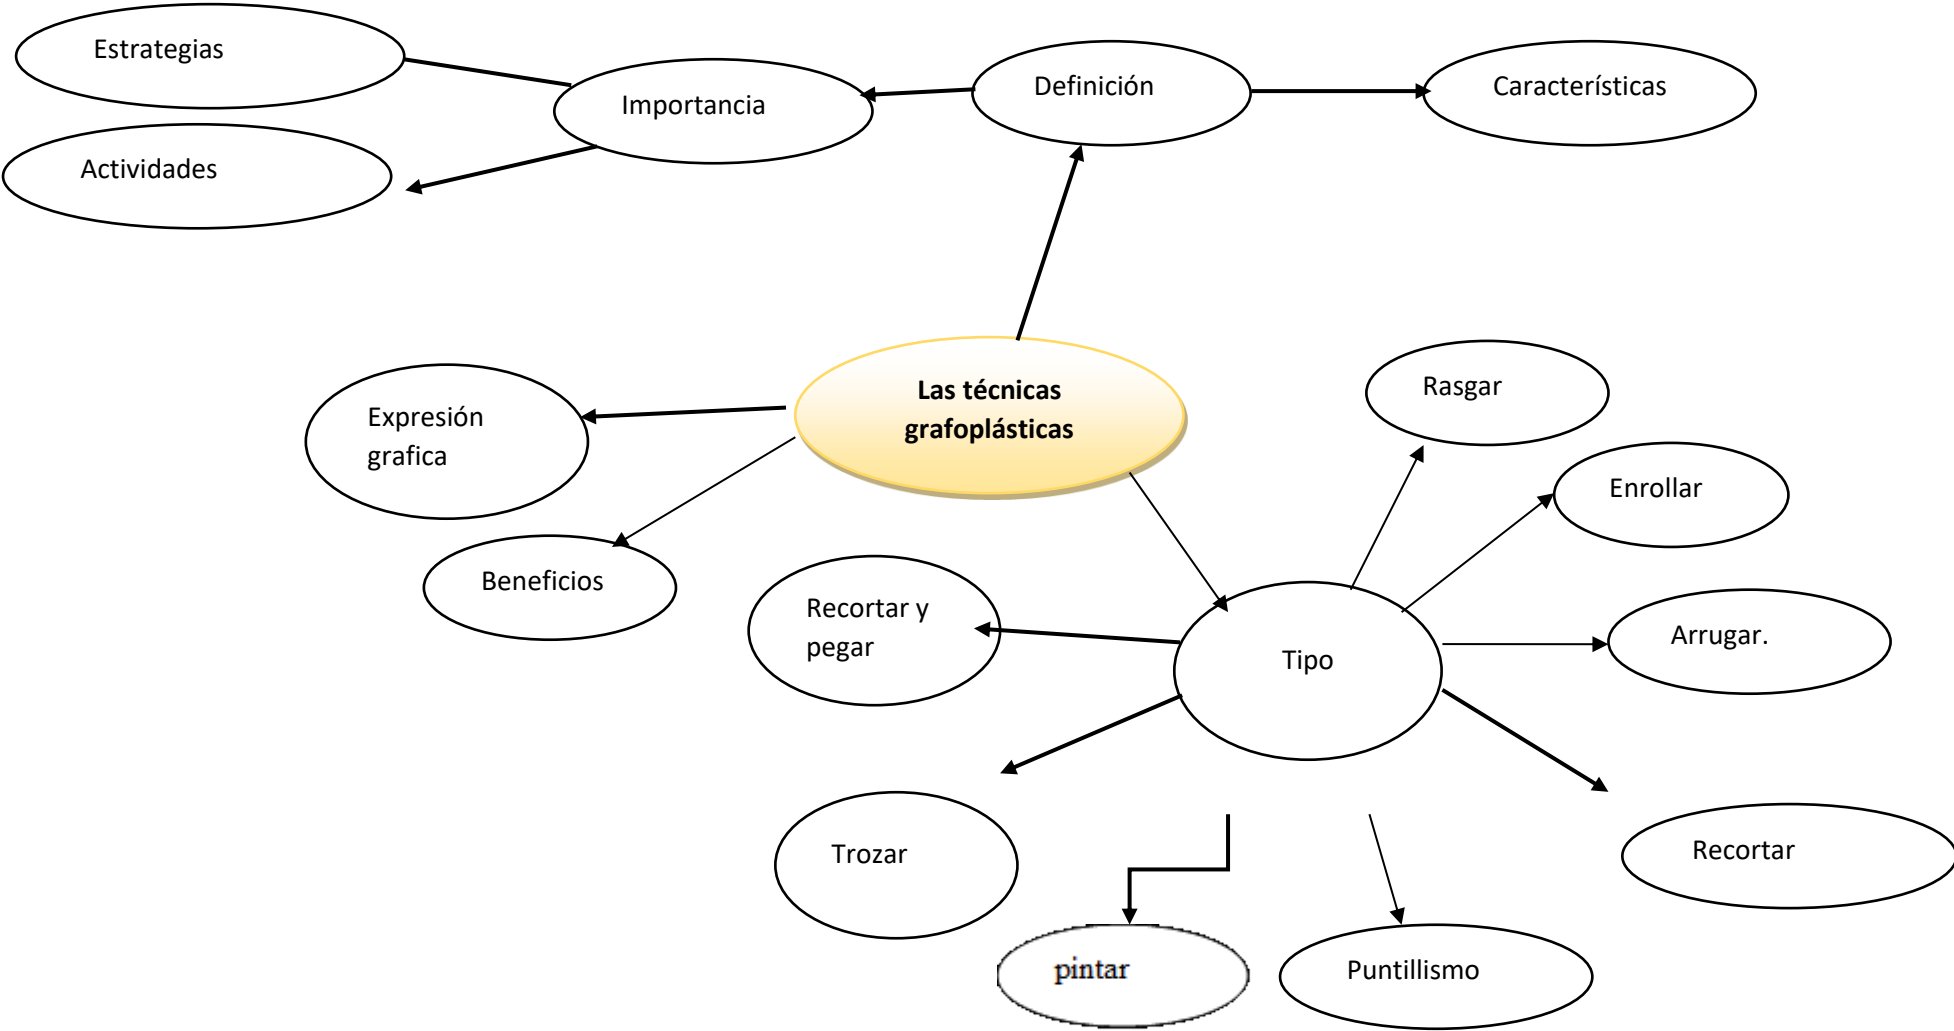 Estrategias
Definición
Características
Importancia
Actividades
Las técnicas
grafoplásticas
Rasgar
Expresión
grafica
Enrollar
Beneficios
Recortar y
pegar
Arrugar.
Tipo
Trozar
Recortar
pintar
Puntillismo